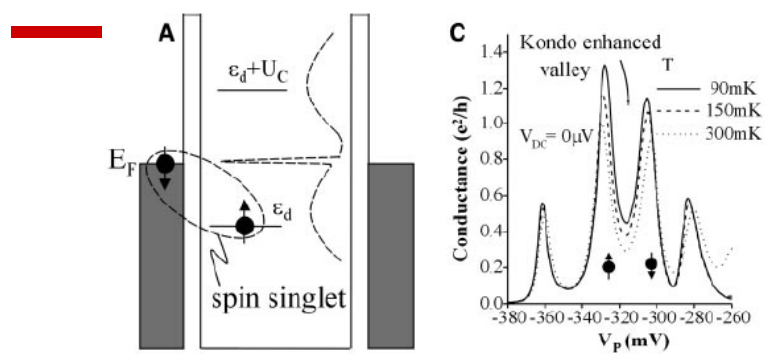 A
ε_d+U_C
E_F
ε_d
spin singlet
C
Kondo enhanced
valley
T
90mK
150mK
300mK
V_DC= 0μV
Conductance (e²/h)
1.4
1.2
1.0
0.8
0.6
0.4
0.2
0.0
-380 -360 -340 -320 -300 -280 -260
V_P (mV)